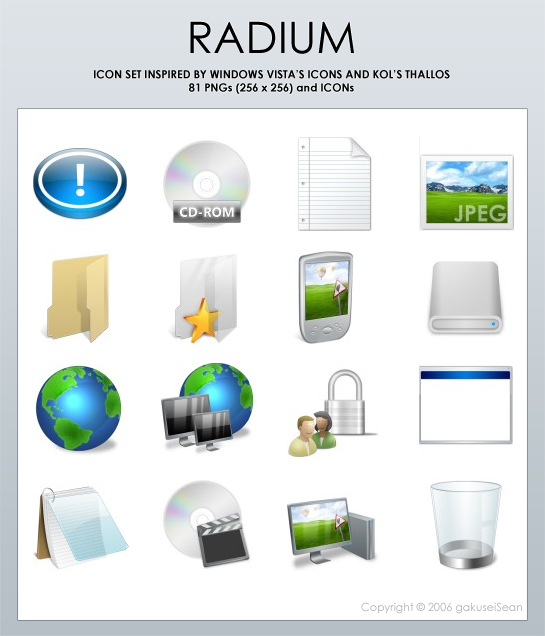 RADIUM
ICON SET INSPIRED BY WINDOWS VISTA'S ICONS AND KOL'S THALLOS
81 PNGs (256 x 256) and ICONs
!
CD-ROM
JPEG
Copyright © 2006 gakuseiSean